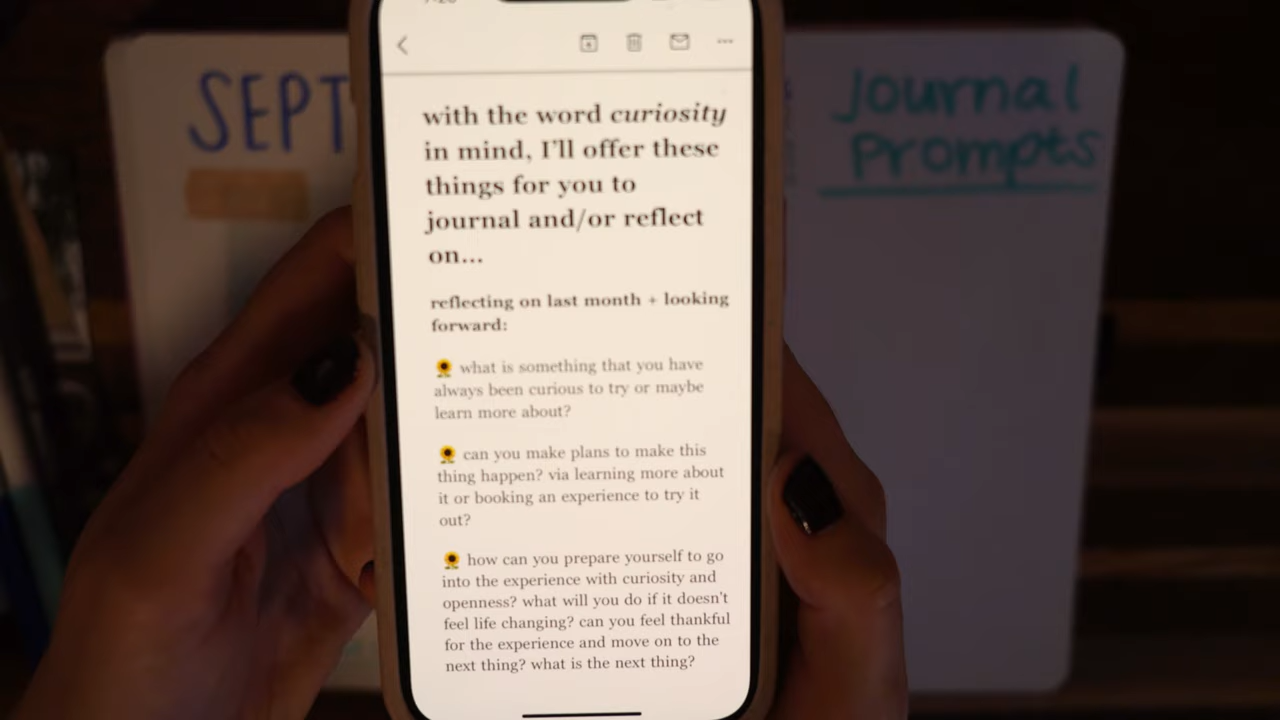 SEPT
Journal
Prompts
with the word curiosity
in mind, I'll offer these
things for you to
journal and/or reflect
on...
reflecting on last month + looking
forward:
🌻 what is something that you have
always been curious to try or maybe
learn more about?
🌻 can you make plans to make this
thing happen? via learning more about
it or booking an experience to try it
out?
🌻 how can you prepare yourself to go
into the experience with curiosity and
openness? what will you do if it doesn't
feel life changing? can you feel thankful
for the experience and move on to the
next thing? what is the next thing?